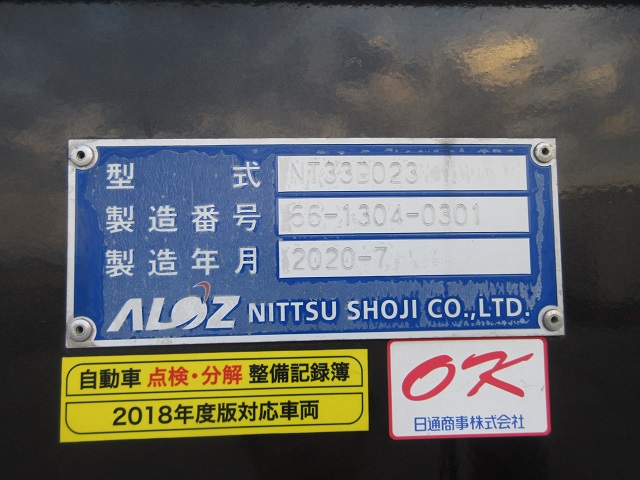 型式 NT33D023
製造番号 66-1304-0301
製造年月 2020-7
ALOZ NITTSU SHOJI CO.,LTD.
自動車 点検・分解 整備記録簿
2018年度版対応車両
OK
日通商事株式会社